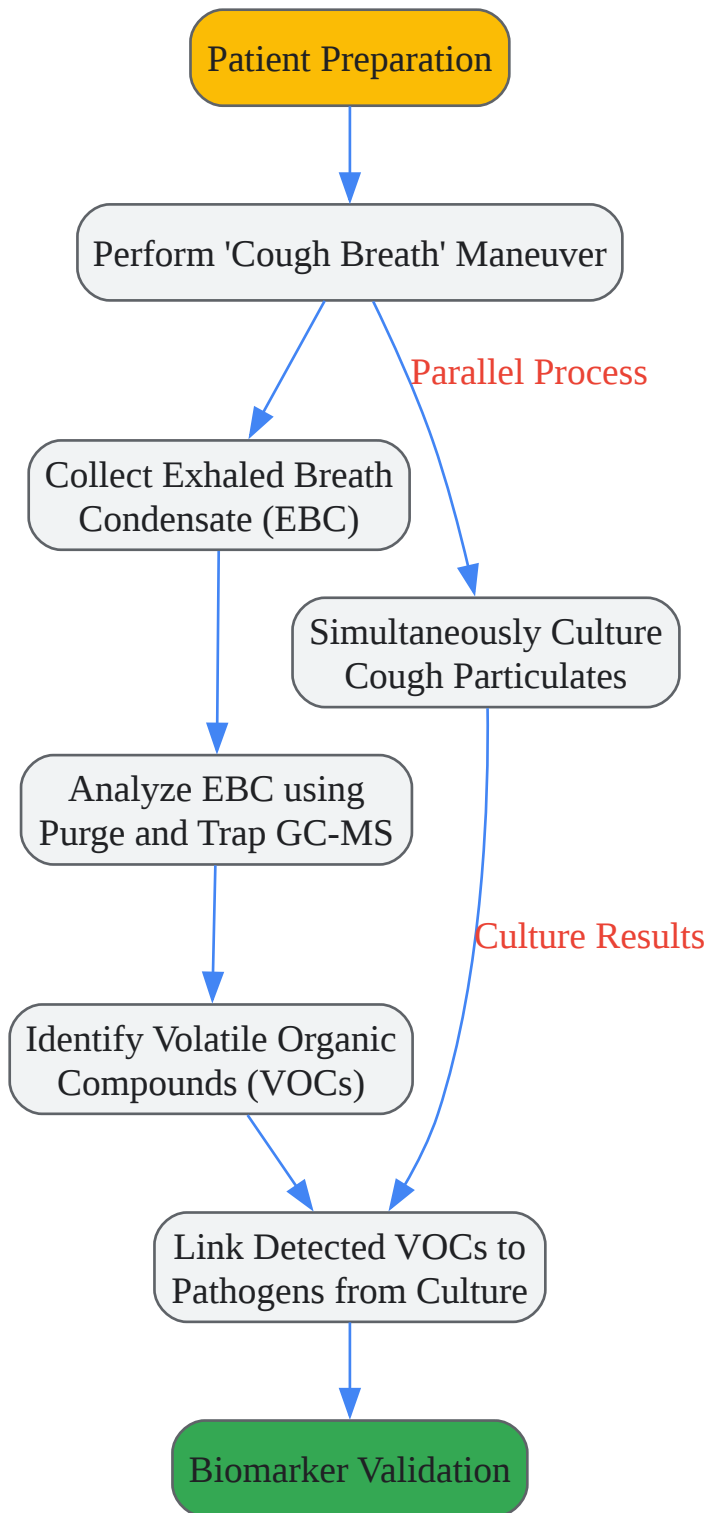 Patient Preparation
Perform 'Cough Breath' Maneuver
Parallel Process
Collect Exhaled Breath
Condensate (EBC)
Simultaneously Culture
Cough Particulates
Analyze EBC using
Purge and Trap GC-MS
Culture Results
Identify Volatile Organic
Compounds (VOCs)
Link Detected VOCs to
Pathogens from Culture
Biomarker Validation